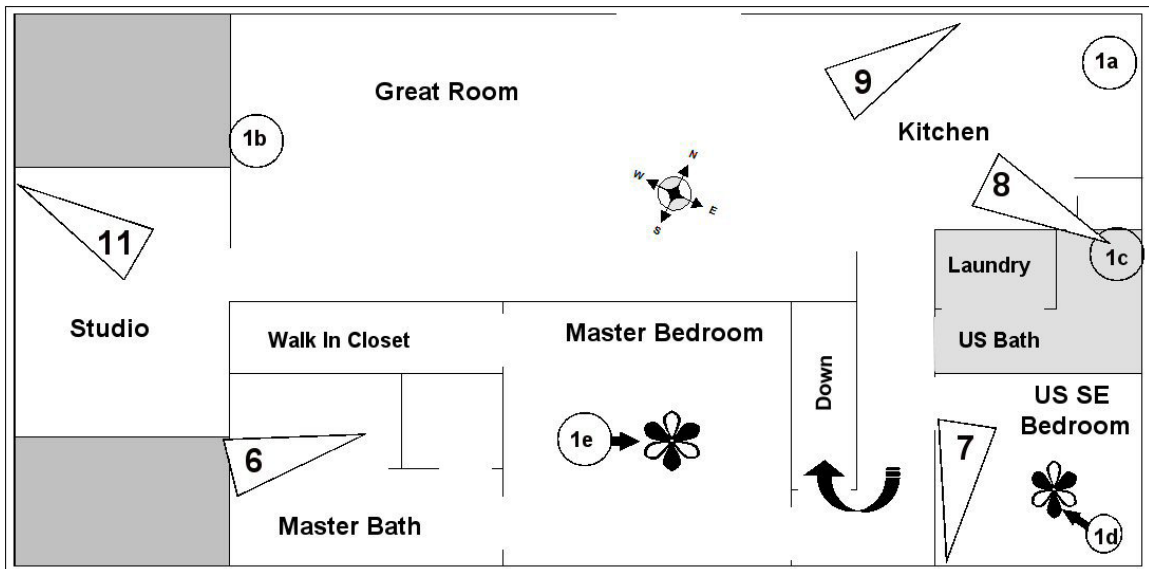 9
1a
Great Room
1b
Kitchen
N
W
E
S
8
11
1c
Laundry
Studio
Walk In Closet
Master Bedroom
US Bath
Down
US SE
Bedroom
1e
6
7
Master Bath
1d